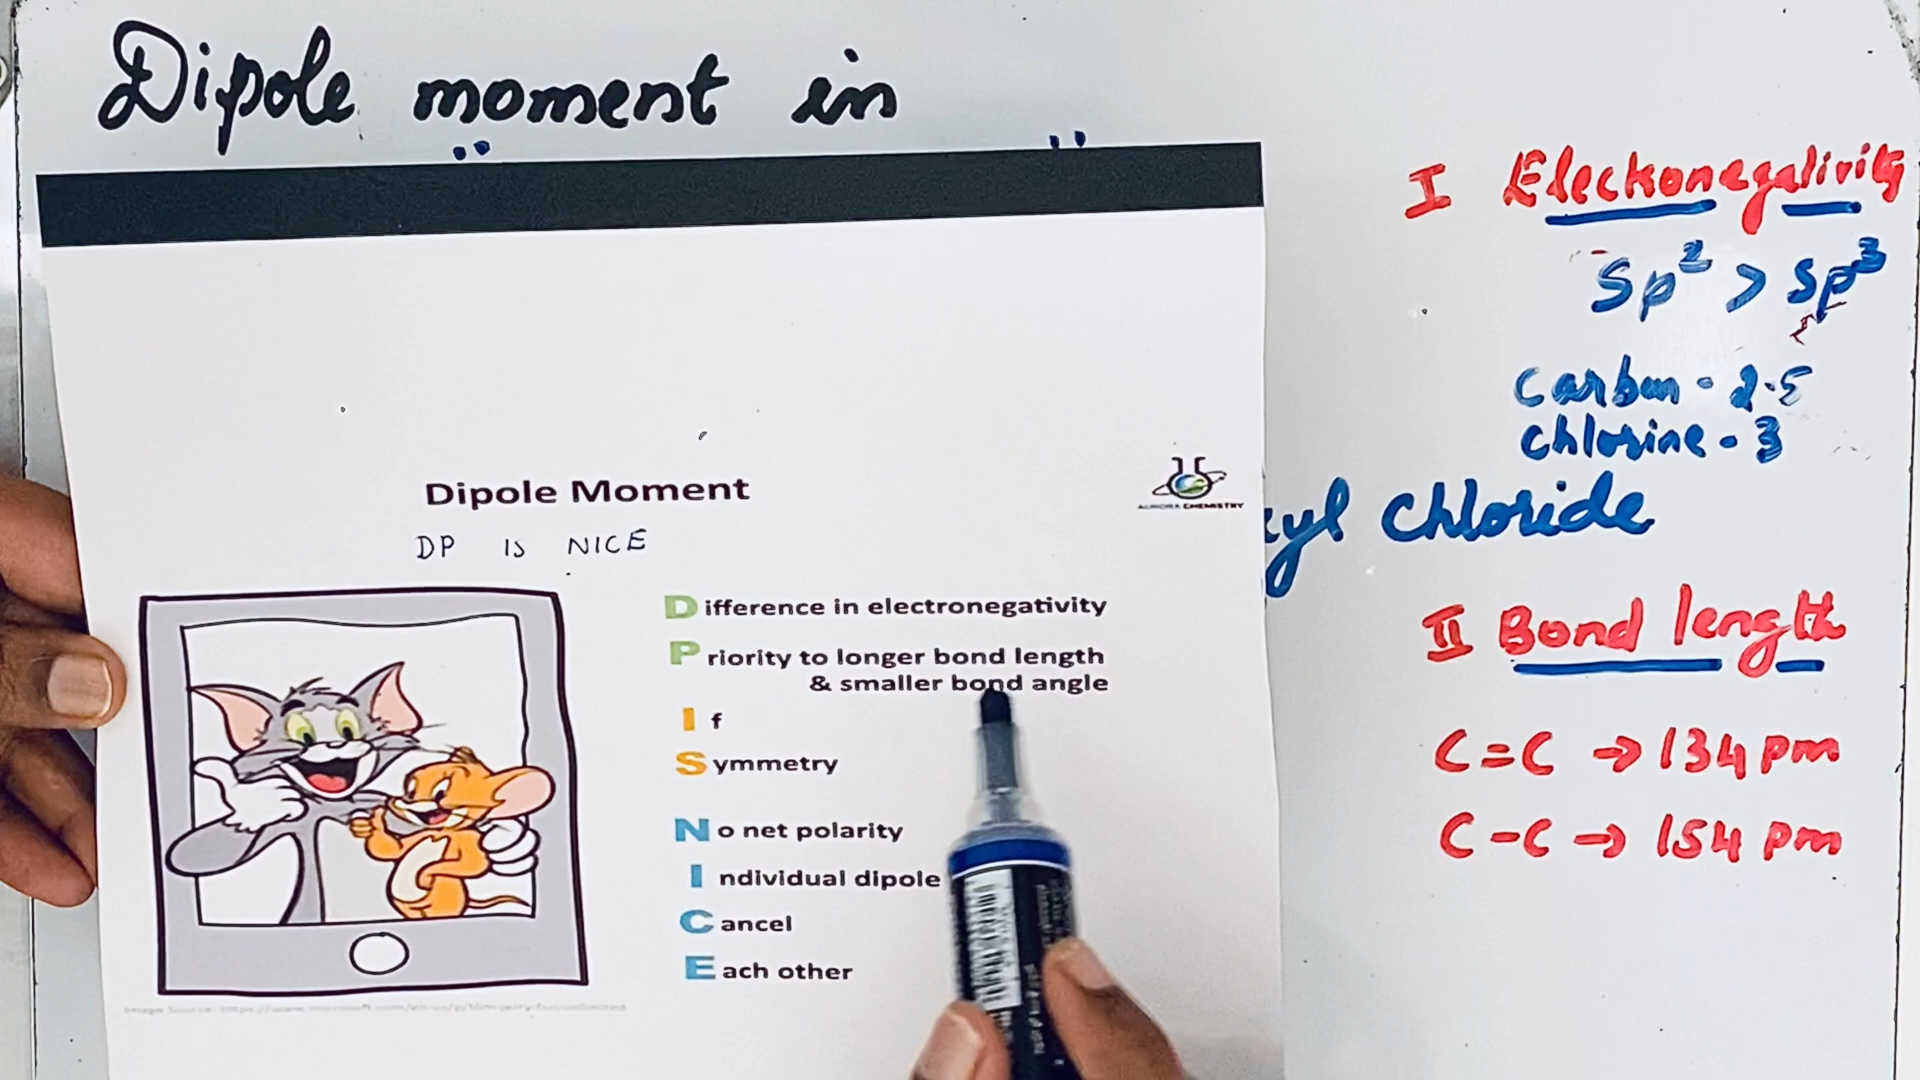 Dipole moment in
Dipole Moment
AURORA CHEMISTRY
DP IS NICE
Difference in electronegativity
Priority to longer bond length
& smaller bond angle
If
Symmetry
No net polarity
Individual dipole
Cancel
Each other
I Electronegativity
Sp² > Sp³
Carbon - 2.5
Chlorine - 3
yl Chloride
II Bond length
C=C → 134 pm
C-C → 154 pm